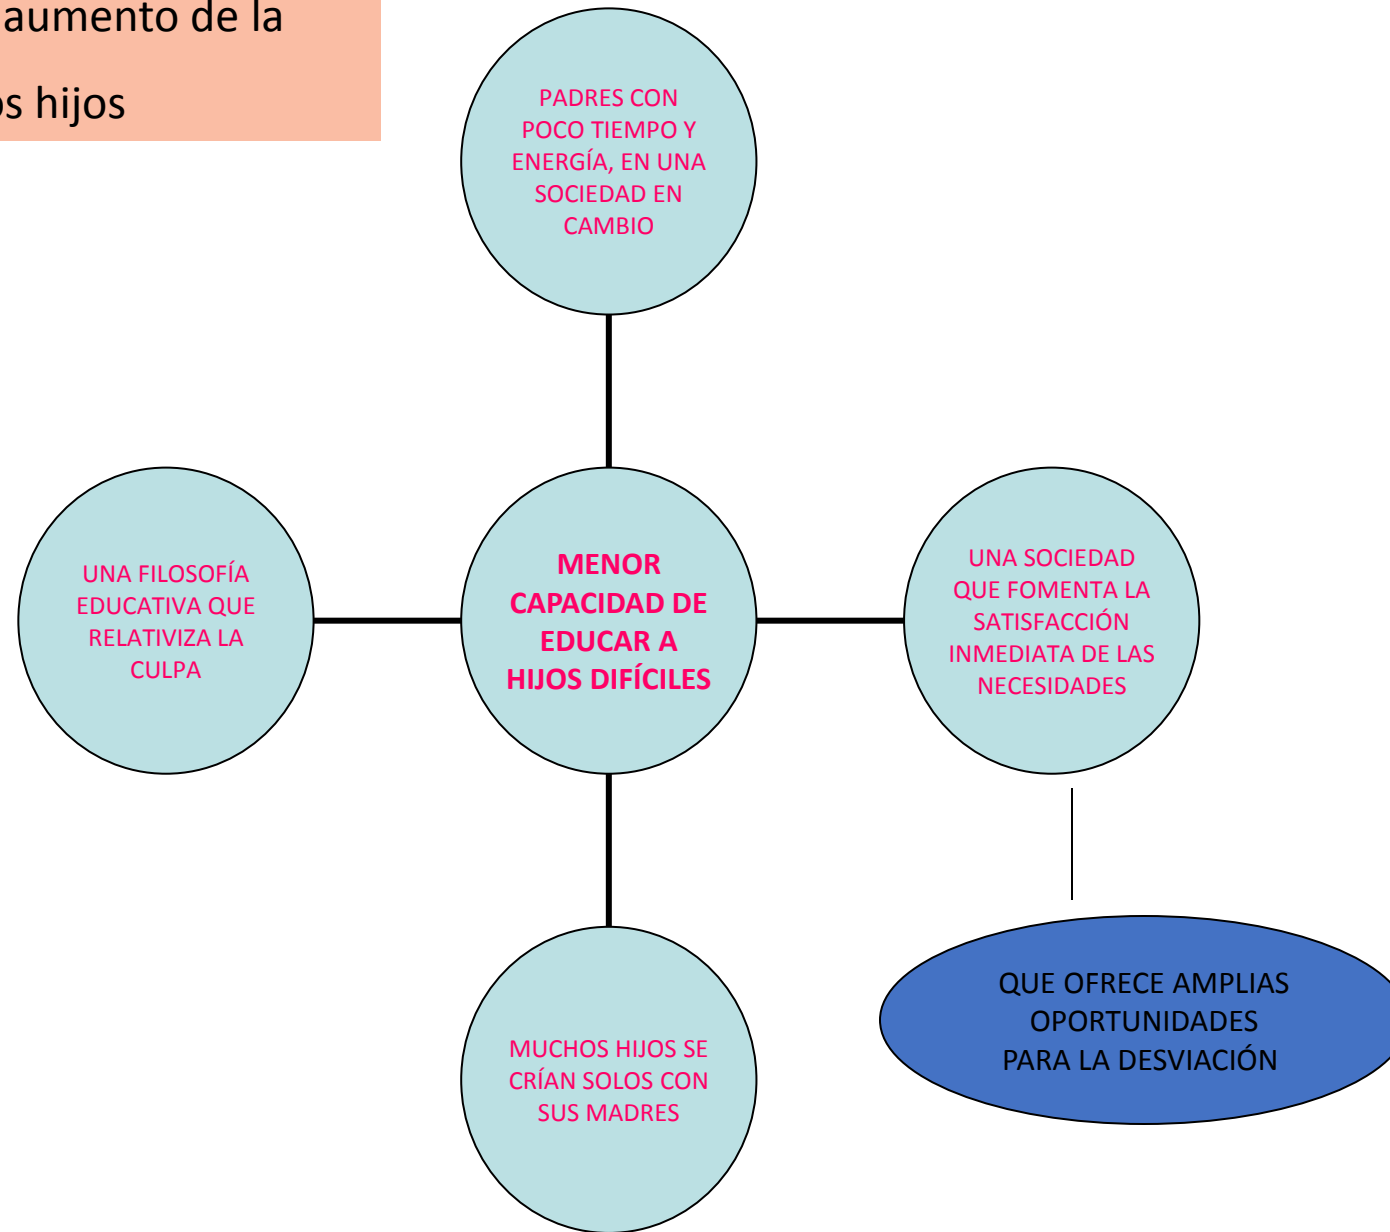 aumento de la
os hijos
PADRES CON
POCO TIEMPO Y
ENERGÍA, EN UNA
SOCIEDAD EN
CAMBIO
UNA FILOSOFÍA
EDUCATIVA QUE
RELATIVIZA LA
CULPA
MENOR
CAPACIDAD DE
EDUCAR A
HIJOS DIFÍCILES
UNA SOCIEDAD
QUE FOMENTA LA
SATISFACCIÓN
INMEDIATA DE LAS
NECESIDADES
MUCHOS HIJOS SE
CRÍAN SOLOS CON
SUS MADRES
QUE OFRECE AMPLIAS
OPORTUNIDADES
PARA LA DESVIACIÓN